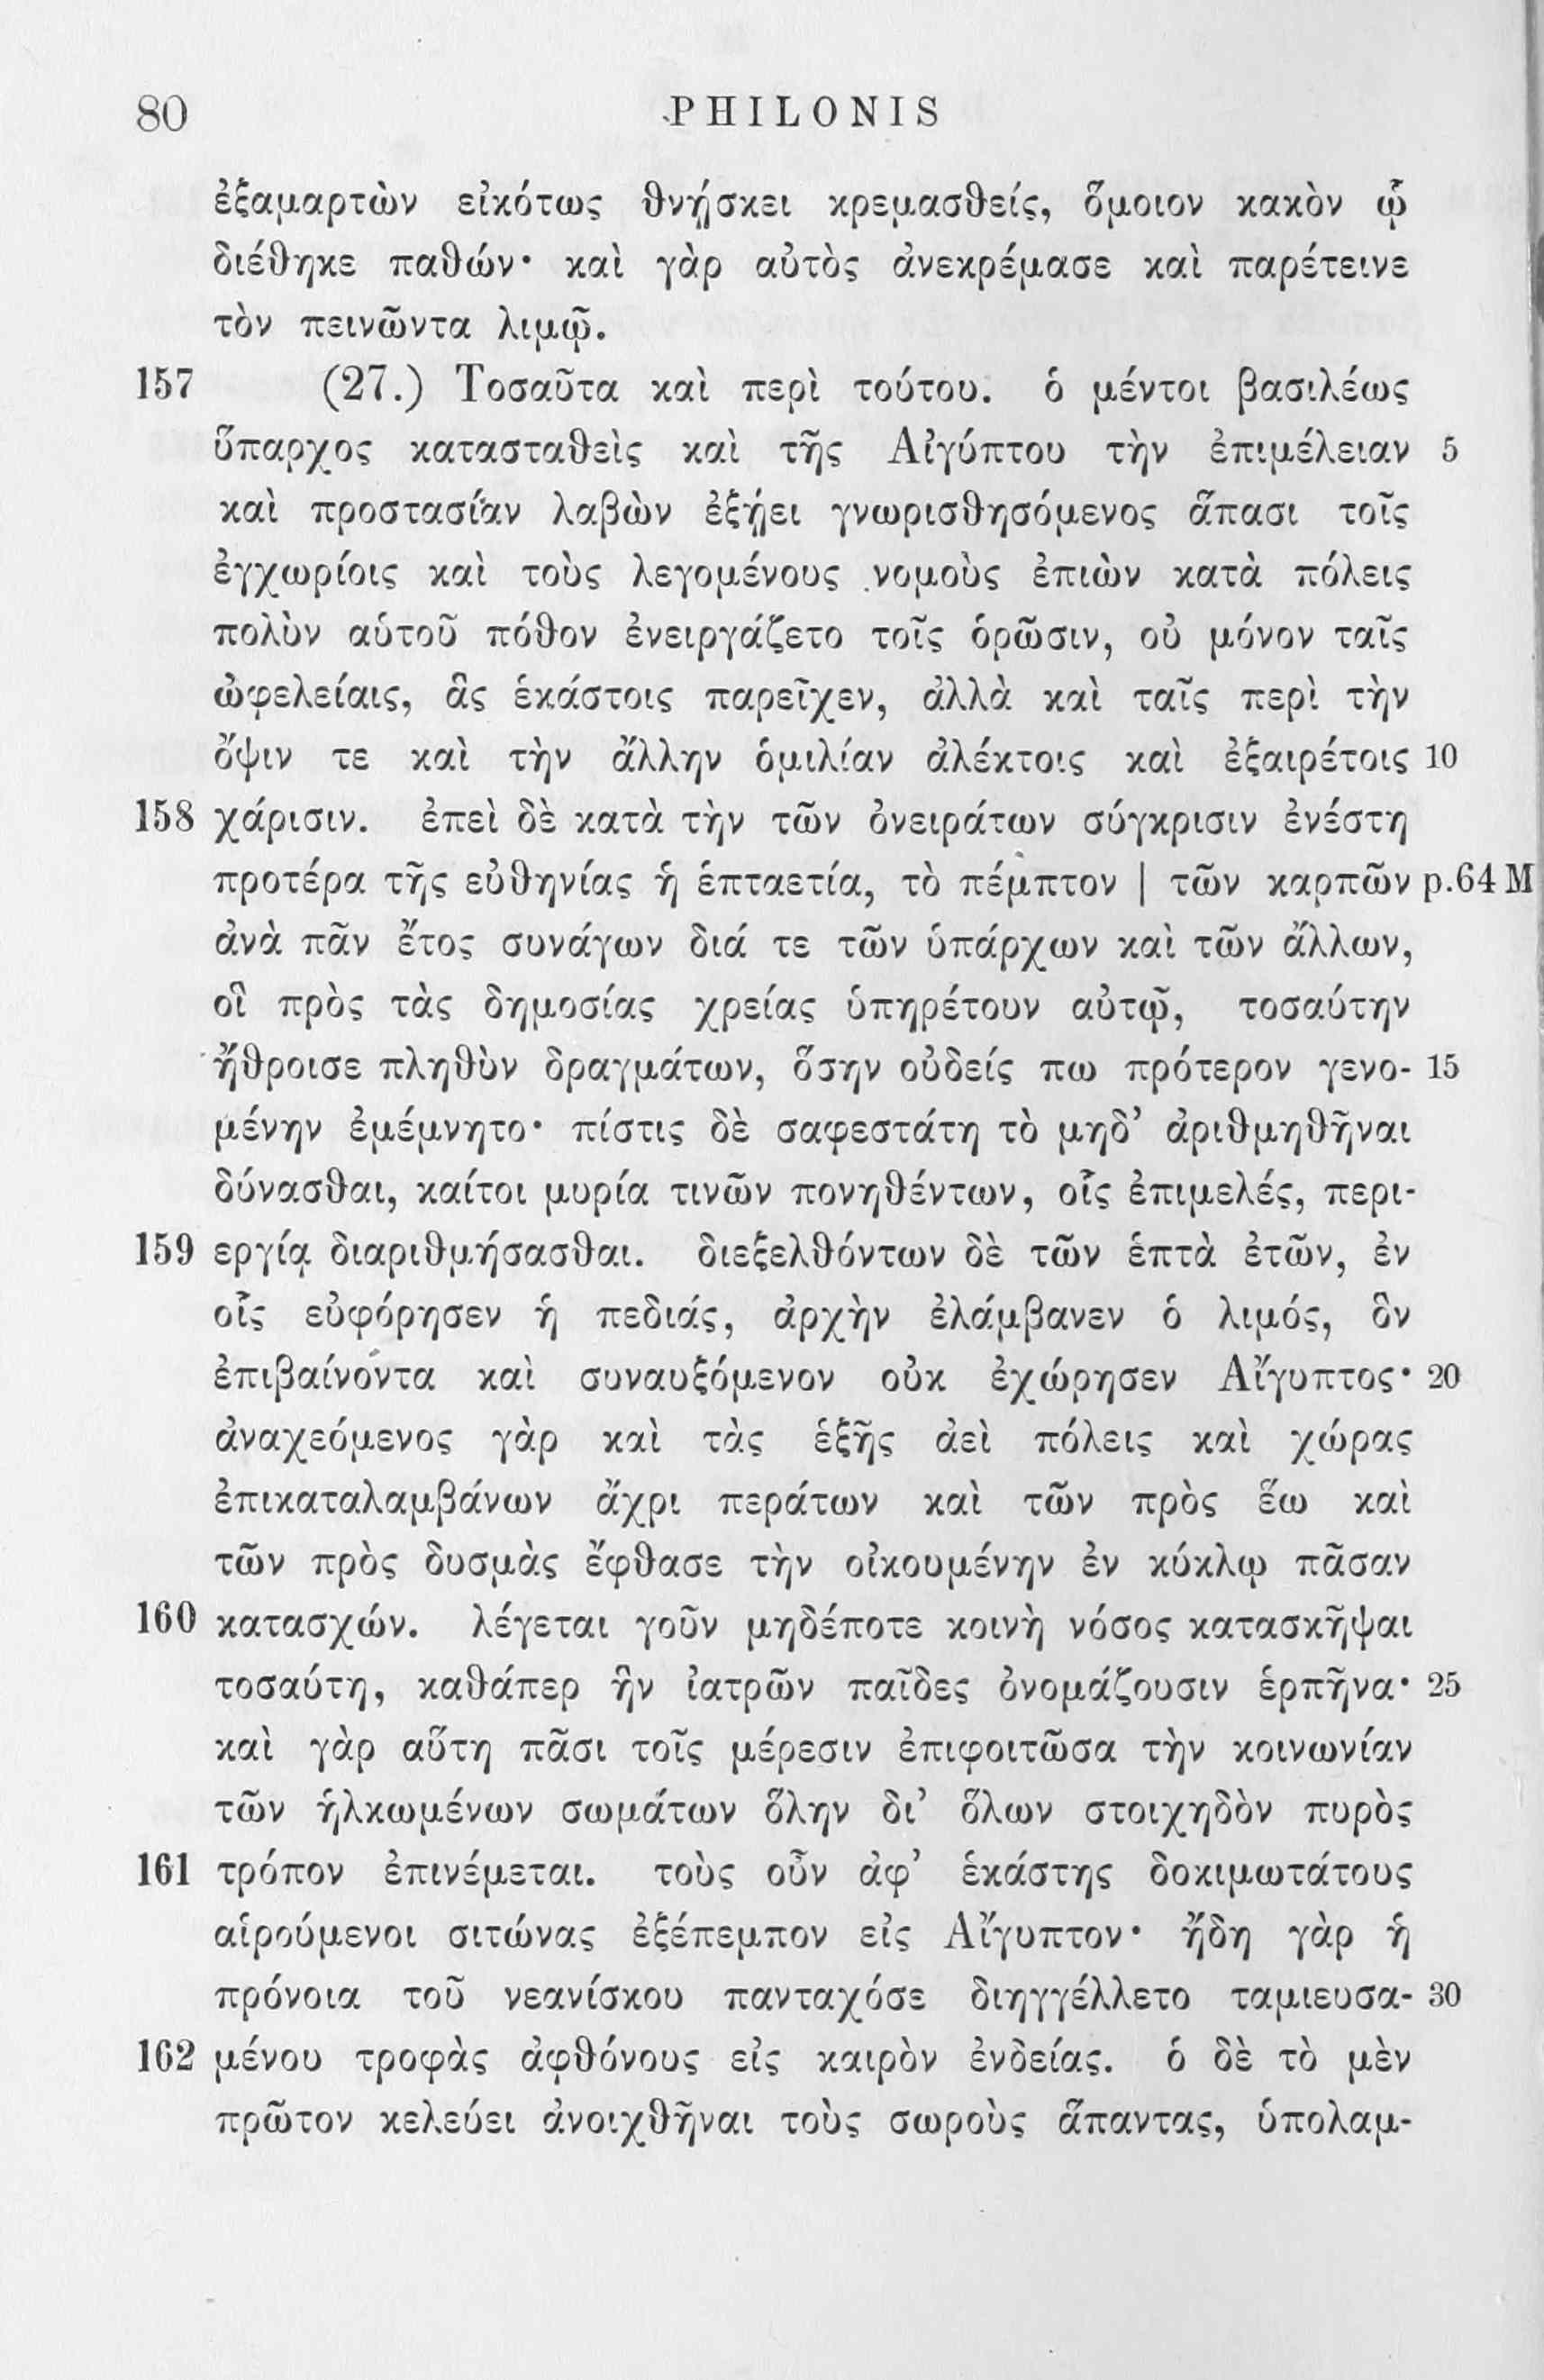 80 PHILONIS
ἐξαμαρτὼν εἰκότως θνῄσκει κρεμασθείς, ὅμοιον κακὸν ᾧ
διέθηκε παθών· καὶ γὰρ αὐτὸς ἀνεκρέμασε καὶ παρέτεινε
τὸν πεινῶντα λιμῷ.
157 (27.) Τοσαῦτα καὶ περὶ τούτου. ὁ μέντοι βασιλέως
ὕπαρχος κατασταθεὶς καὶ τῆς Αἰγύπτου τὴν ἐπιμέλειαν 5
καὶ προστασίαν λαβὼν ἐξῄει γνωρισθησόμενος ἅπασι τοῖς
ἐγχωρίοις καὶ τοὺς λεγομένους νομοὺς ἐπιὼν κατὰ πόλεις
πολὺν αὑτοῦ πόθον ἐνειργάζετο τοῖς ὁρῶσιν, οὐ μόνον ταῖς
ὠφελείαις, ἃς ἑκάστοις παρεῖχεν, ἀλλὰ καὶ ταῖς περὶ τὴν
ὄψιν τε καὶ τὴν ἄλλην ὁμιλίαν ἀλέκτοις καὶ ἐξαιρέτοις 10
158 χάρισιν. ἐπεὶ δὲ κατὰ τὴν τῶν ὀνειράτων σύγκρισιν ἐνέστη
προτέρα τῆς εὐθηνίας ἡ ἑπταετία, τὸ πέμπτον | τῶν καρπῶν p.64 M
ἀνὰ πᾶν ἔτος συνάγων διά τε τῶν ὑπάρχων καὶ τῶν ἄλλων,
οἳ πρὸς τὰς δημοσίας χρείας ὑπηρέτουν αὐτῷ, τοσαύτην
ἤθροισε πληθὺν δραγμάτων, ὅσην οὐδείς πω πρότερον γενο- 15
μένην ἐμέμνητο· πίστις δὲ σαφεστάτη τὸ μηδ’ ἀριθμηθῆναι
δύνασθαι, καίτοι μυρία τινῶν πονηθέντων, οἷς ἐπιμελές, περι-
159 εργίᾳ διαριθμήσασθαι. διεξελθόντων δὲ τῶν ἑπτὰ ἐτῶν, ἐν
οἷς εὐφόρησεν ἡ πεδιάς, ἀρχὴν ἐλάμβανεν ὁ λιμός, ὃν
ἐπιβαίνοντα καὶ συναυξόμενον οὐκ ἐχώρησεν Αἴγυπτος· 20
ἀναχεόμενος γὰρ καὶ τὰς ἑξῆς ἀεὶ πόλεις καὶ χώρας
ἐπικαταλαμβάνων ἄχρι περάτων καὶ τῶν πρὸς ἕω καὶ
τῶν πρὸς δυσμὰς ἔφθασε τὴν οἰκουμένην ἐν κύκλῳ πᾶσαν
160 κατασχών. λέγεται γοῦν μηδέποτε κοινὴ νόσος κατασκῆψαι
τοσαύτη, καθάπερ ἣν ἰατρῶν παῖδες ὀνομάζουσιν ἑρπῆνα· 25
καὶ γὰρ αὕτη πᾶσι τοῖς μέρεσιν ἐπιφοιτῶσα τὴν κοινωνίαν
τῶν ἡλκωμένων σωμάτων ὅλην δι’ ὅλων στοιχηδὸν πυρὸς
161 τρόπον ἐπινέμεται. τοὺς οὖν ἀφ’ ἑκάστης δοκιμωτάτους
αἱρούμενοι σιτώνας ἐξέπεμπον εἰς Αἴγυπτον· ἤδη γὰρ ἡ
πρόνοια τοῦ νεανίσκου πανταχόσε διηγγέλλετο ταμιευσα- 30
162 μένου τροφὰς ἀφθόνους εἰς καιρὸν ἐνδείας. ὁ δὲ τὸ μὲν
πρῶτον κελεύει ἀνοιχθῆναι τοὺς σωροὺς ἅπαντας, ὑπολαμ-